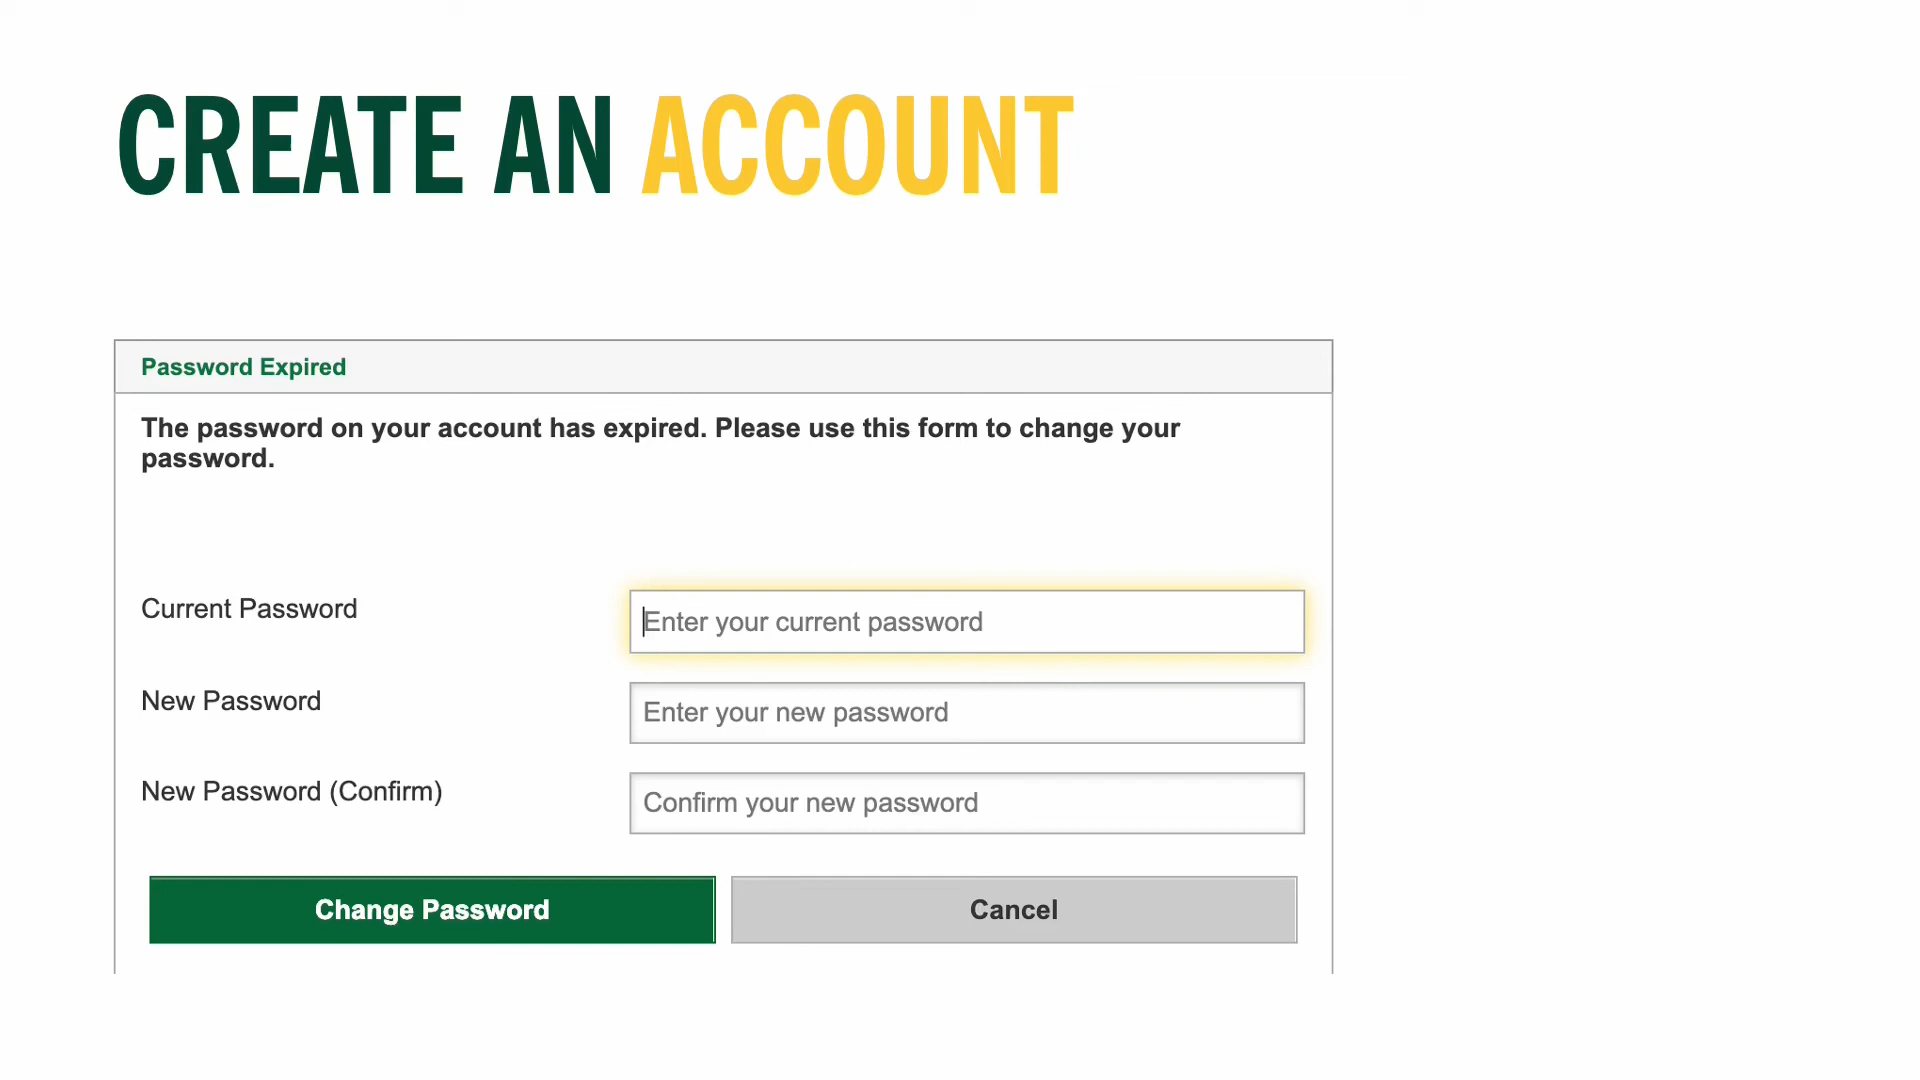 CREATE AN ACCOUNT
Password Expired
The password on your account has expired. Please use this form to change your
password.
Current Password
Enter your current password
New Password
Enter your new password
New Password (Confirm)
Confirm your new password
Change Password
Cancel